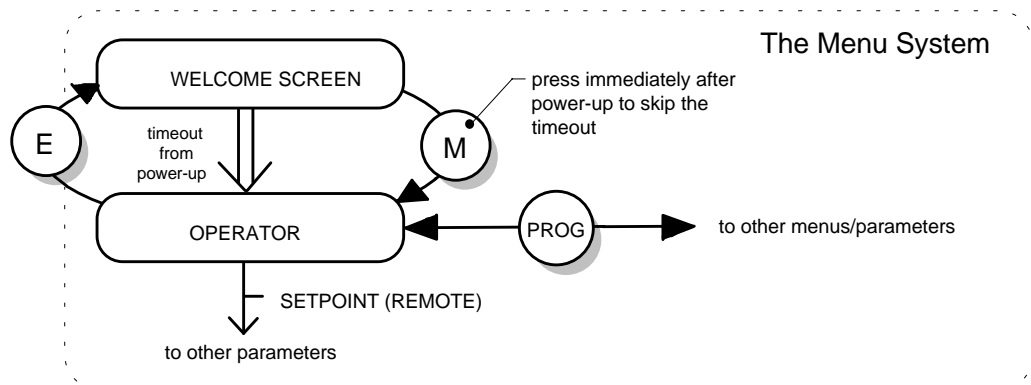 The Menu System
WELCOME SCREEN
press immediately after
power-up to skip the
timeout
E
timeout
from
power-up
M
OPERATOR
PROG
to other menus/parameters
SETPOINT (REMOTE)
to other parameters